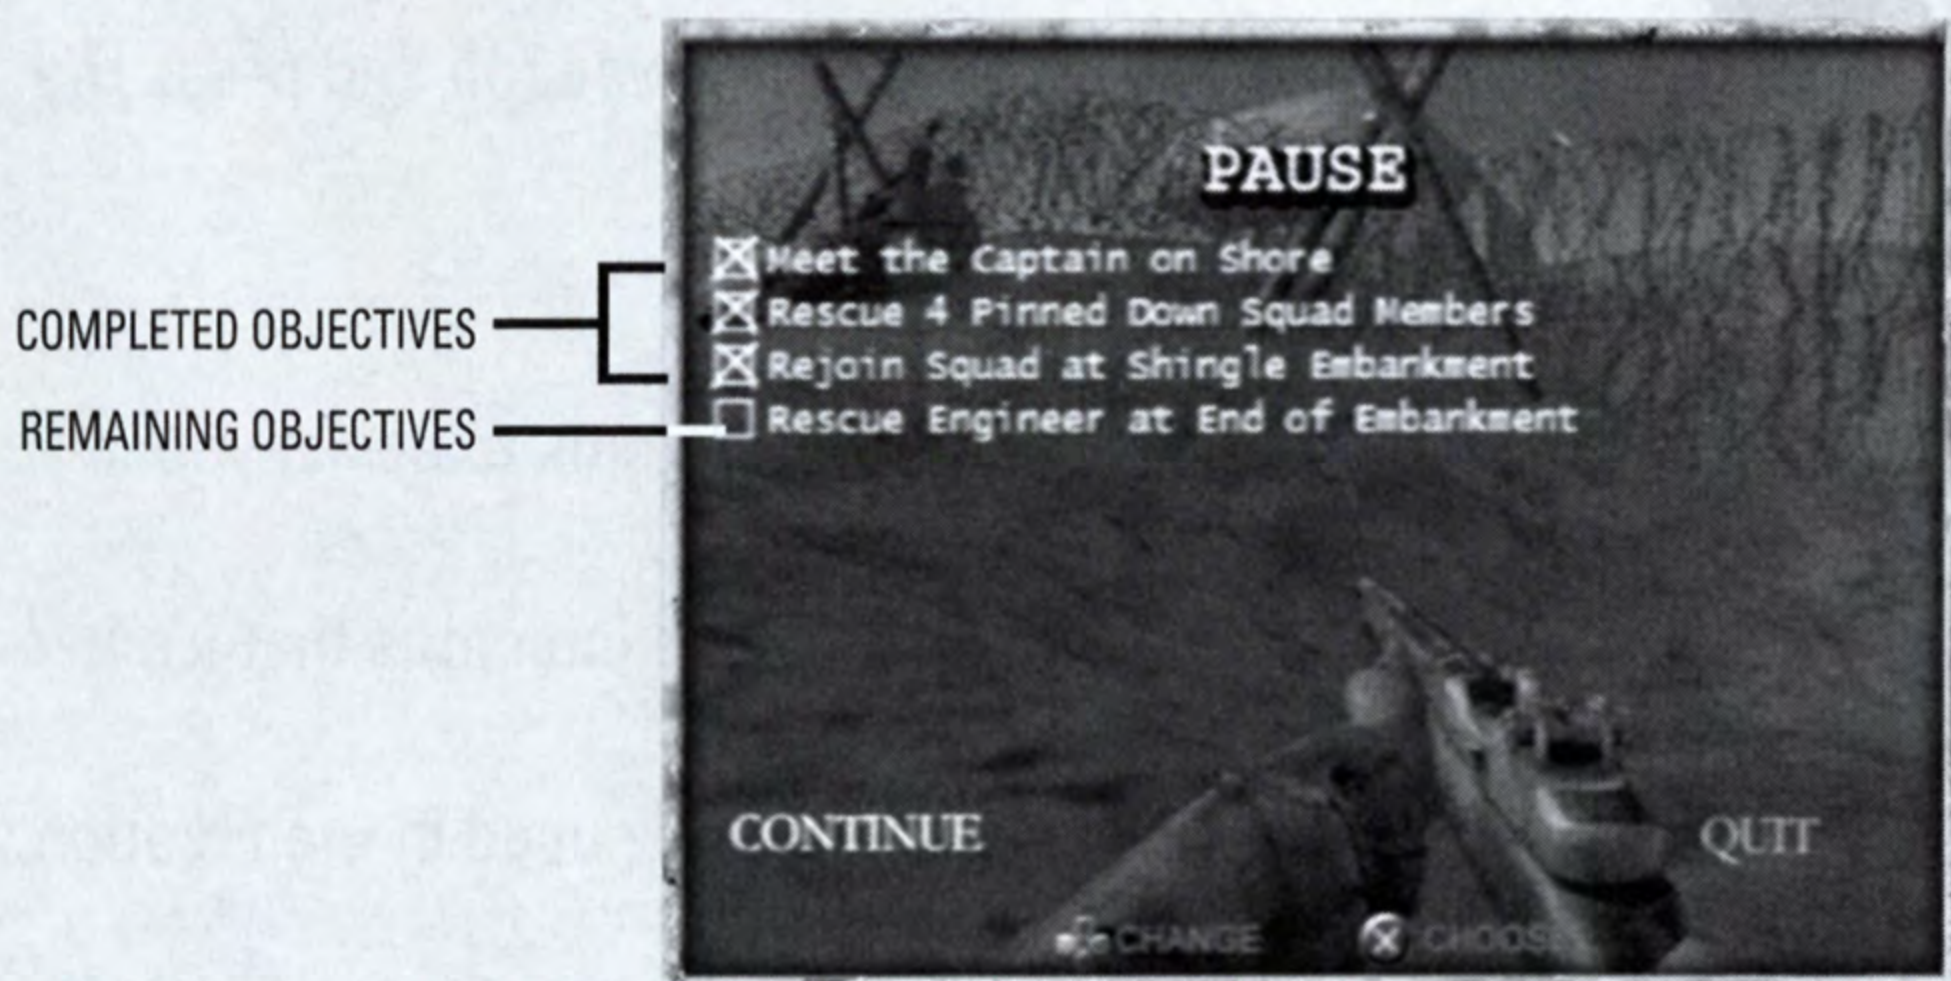 PAUSE
Meet the Captain on Shore
Rescue 4 Pinned Down Squad Members
Rejoin Squad at Shingle Embankment
Rescue Engineer at End of Embankment
COMPLETED OBJECTIVES
REMAINING OBJECTIVES
CONTINUE
QUIT
CHANGE
CHOOSE